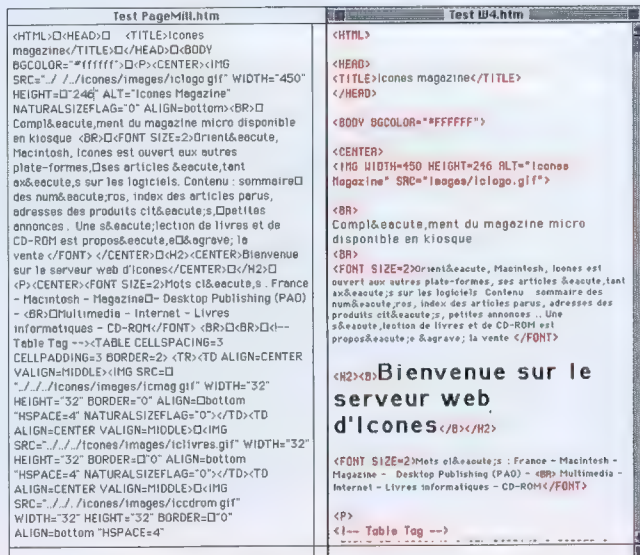 Test PageMill.htm
<HTML>□<HEAD>□ <TITLE>Icones
magazine</TITLE>□</HEAD>□<BODY
BGCOLOR="#ffffff">□<P><CENTER><IMG
SRC="../ /../Icones/images/iclogo.gif" WIDTH="450"
HEIGHT=□"246" ALT="Icones Magazine"
NATURALSIZEFLAG="0" ALIGN=bottom><BR>□
Compl&eacute,ment du magazine micro disponible
en kiosque <BR>□<FONT SIZE=2>Orient&eacute,
Macintosh, Icones est ouvert aux autres
plate-formes,□ses articles &eacute,tant
ax&eacute,s sur les logiciels. Contenu : sommaire□
des num&eacute;ros, index des articles parus,
adresses des produits cit&eacute;s,□petites
annonces . Une s&eacute;lection de livres et de
CD-ROM est propos&eacute,e□&agrave; la
vente </FONT> </CENTER>□<H2><CENTER>Bienvenue
sur le serveur web d'Icones</CENTER>□</H2>□
<P><CENTER><FONT SIZE=2>Mots cl&eacute,s . France
- Macintosh - Magazine□- Desktop Publishing (PAO)
- <BR>□Multimedia - Internet - Livres
informatiques - CD-ROM</FONT> <BR>□<BR>□<!--
Table Tag --><TABLE CELLSPACING=3
CELLPADDING=3 BORDER=2> <TR><TD ALIGN=CENTER
VALIGN=MIDDLE><IMG SRC=□
"../../../Icones/images/icmag.gif" WIDTH="32"
HEIGHT="32" BORDER="0" ALIGN=□bottom
"HSPACE=4" NATURALSIZEFLAG="0"></TD><TD
ALIGN=CENTER VALIGN=MIDDLE>□<IMG
SRC="../../../Icones/images/iclivres.gif" WIDTH="32"
HEIGHT="32" BORDER=□"0" ALIGN=bottom
"HSPACE=4" NATURALSIZEFLAG="0"></TD><TD
ALIGN=CENTER VALIGN=MIDDLE>□<IMG
SRC="../../../Icones/images/iccdrom gif"
WIDTH="32" HEIGHT="32" BORDER=□"0"
ALIGN=bottom "HSPACE=4"
Test W4.htm
<HTML>
<HEAD>
<TITLE>Icones magazine</TITLE>
</HEAD>
<BODY BGCOLOR="#FFFFFF">
<CENTER>
<IMG WIDTH=450 HEIGHT=246 ALT="Icones
Magazine" SRC="Images/iclogo.gif">
<BR>
Compl&eacute,ment du magazine micro
disponible en kiosque
<BR>
<FONT SIZE=2>Orient&eacute, Macintosh, Icones est
ouvert aux autres plate-formes, ses articles &eacute,tant
ax&eacute;s sur les logiciels Contenu sommaire des
num&eacute,ros, index des articles parus, adresses des
produits cit&eacute;s, petites annonces .. Une
s&eacute,lection de livres et de CD-ROM est
propos&eacute;e &agrave; la vente </FONT>
<H2><B>Bienvenue sur le
serveur web
d'Icones</B></H2>
<FONT SIZE=2>Mots cl&eacute;s : France - Macintosh -
Magazine - Desktop Publishing (PAO) - <BR> Multimedia -
Internet - Livres informatiques - CD-ROM</FONT>
<P>
<!-- Table Tag -->